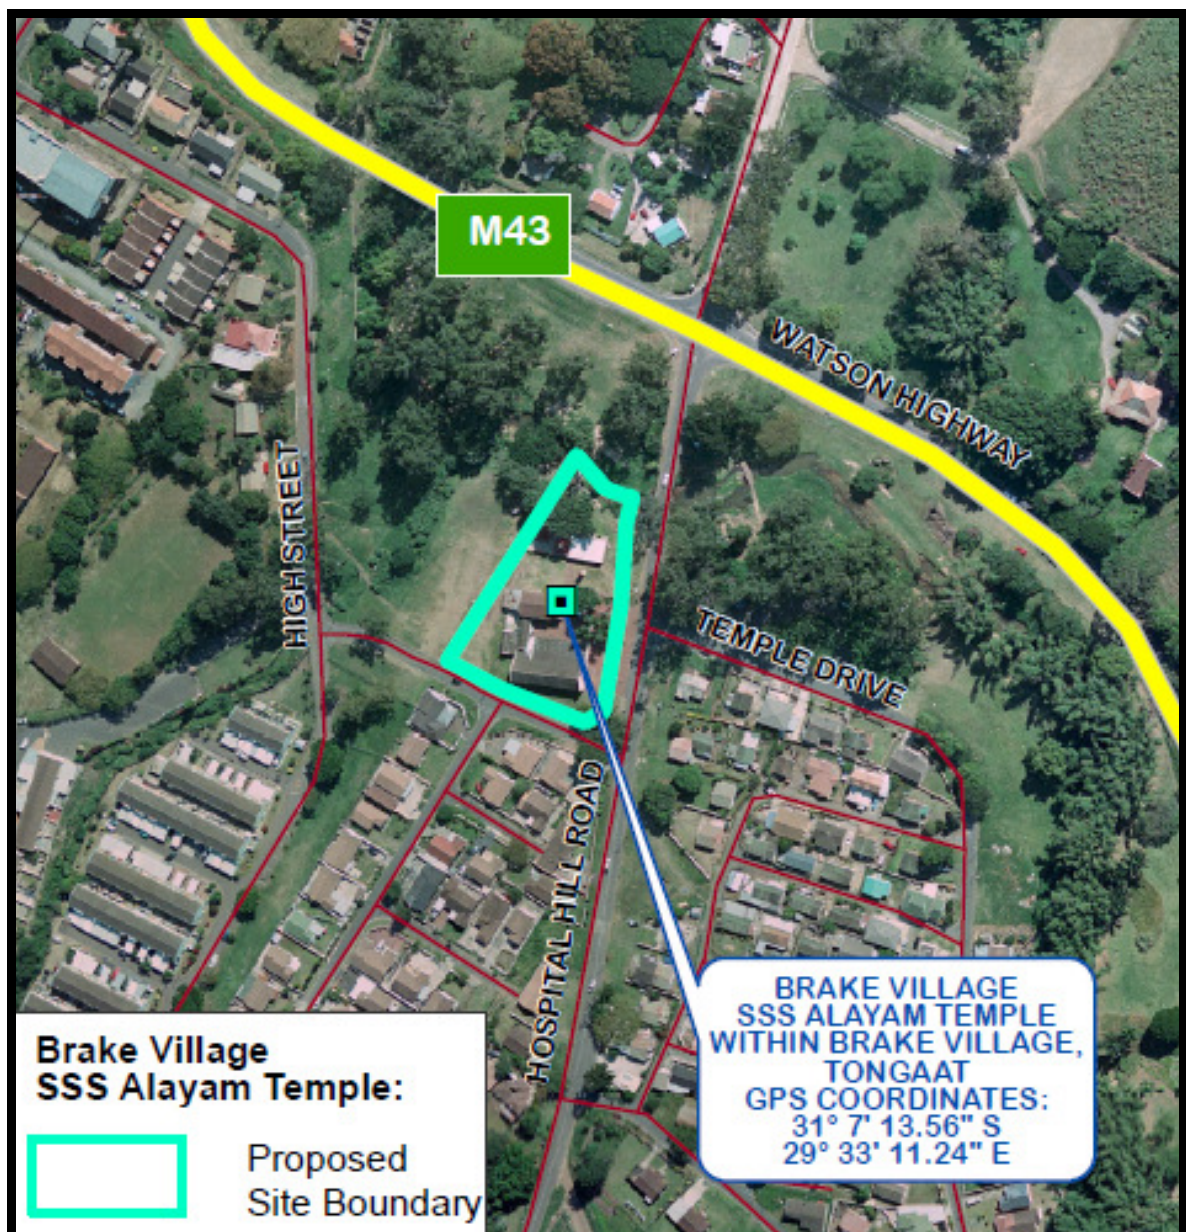 M43
WATSON HIGHWAY
HIGH STREET
TEMPLE DRIVE
HOSPITAL HILL ROAD
BRAKE VILLAGE
SSS ALAYAM TEMPLE
WITHIN BRAKE VILLAGE,
TONGAAT
GPS COORDINATES:
31° 7' 13.56" S
29° 33' 11.24" E
Brake Village
SSS Alayam Temple:
Proposed
Site Boundary